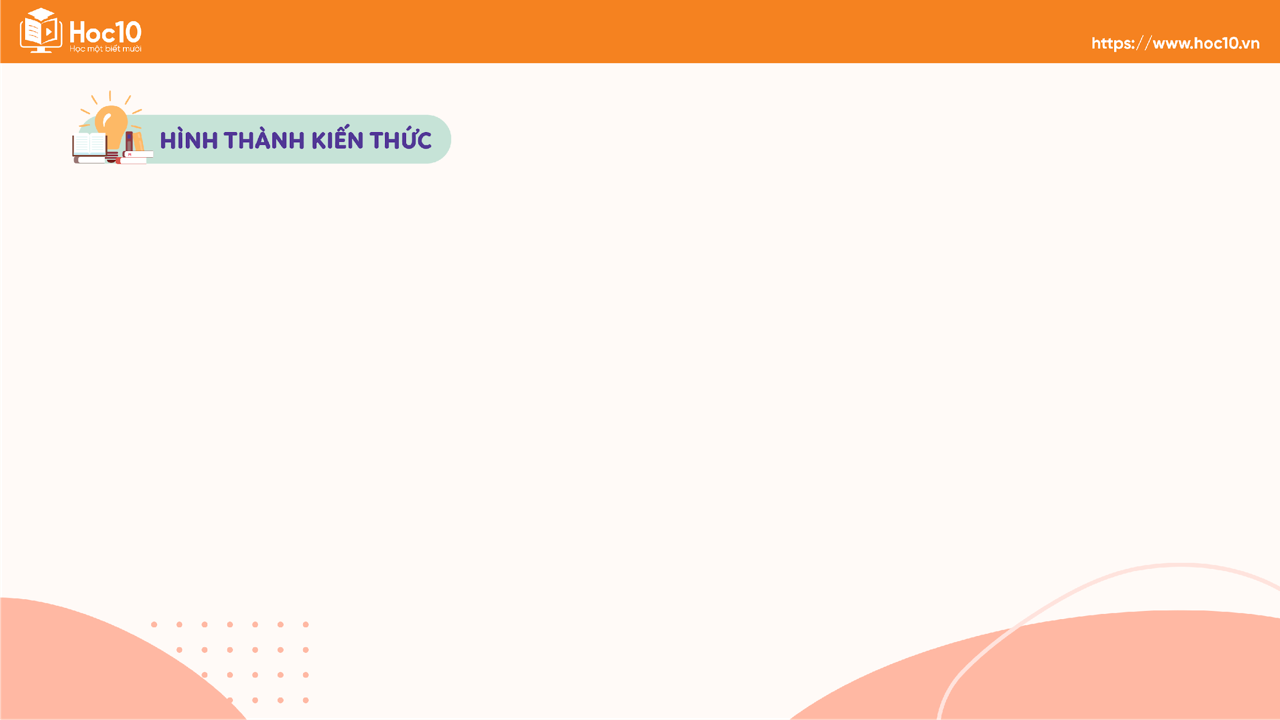 Hoc10
Học một biết mười
https://www.hoc10.vn
HÌNH THÀNH KIẾN THỨC